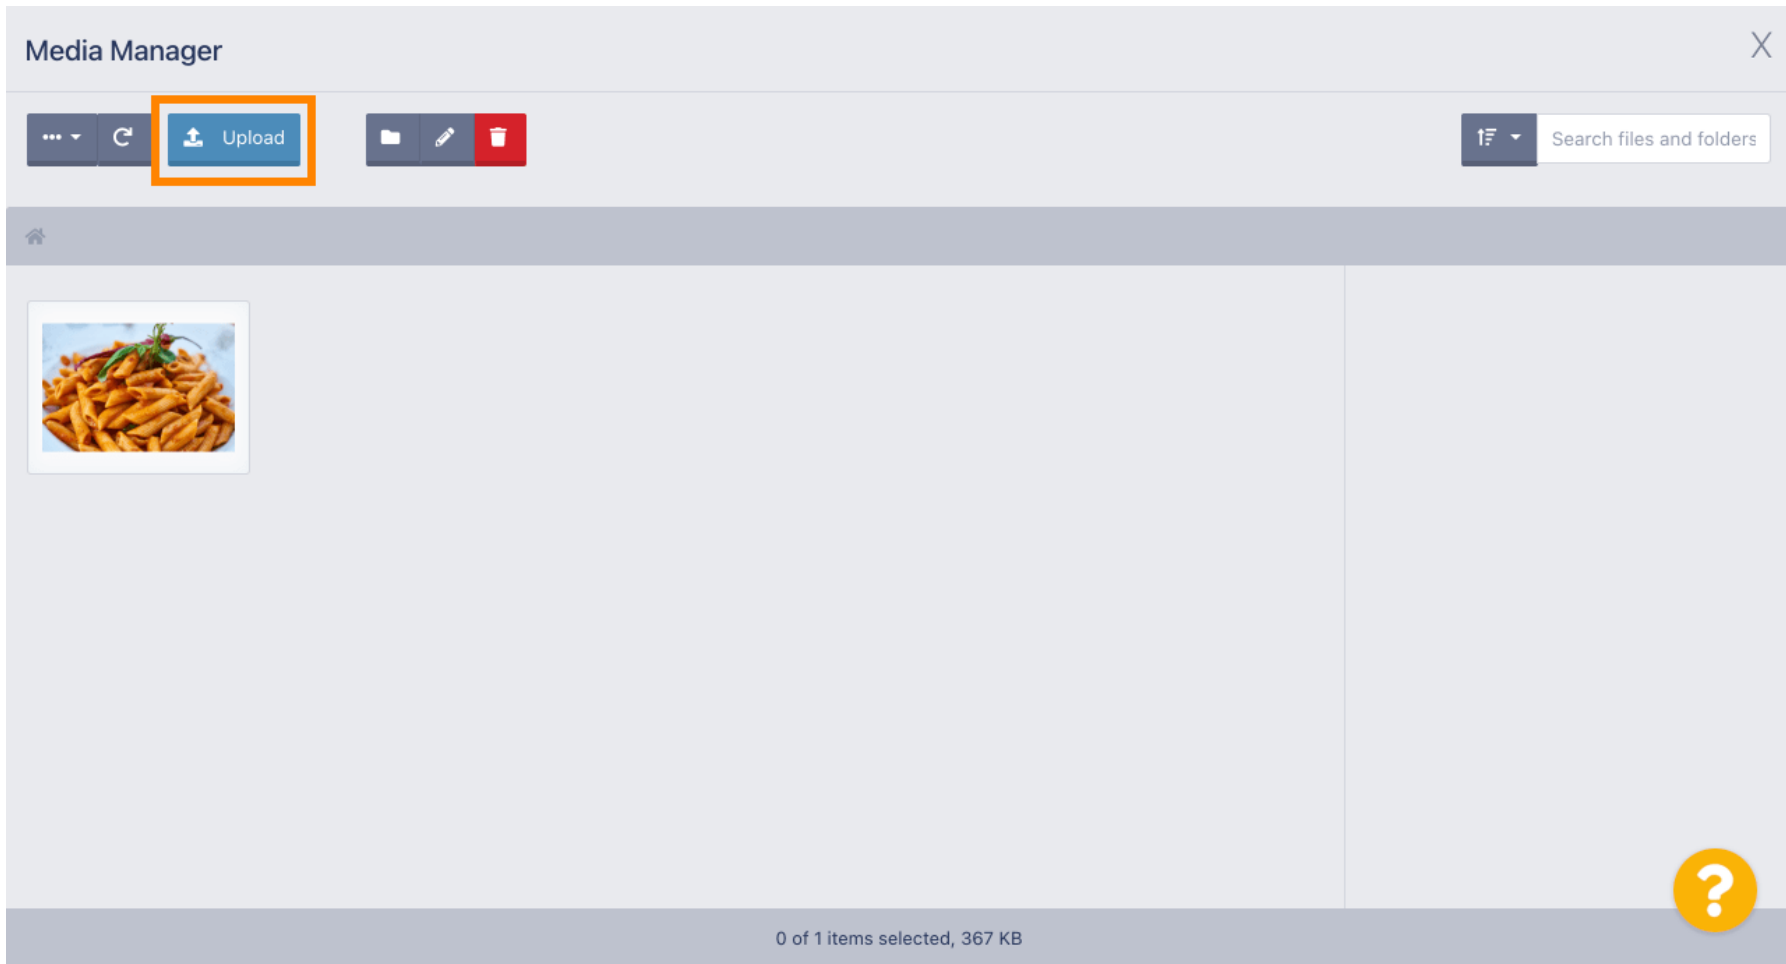 Media Manager
X
Upload
Search files and folders
?
0 of 1 items selected, 367 KB